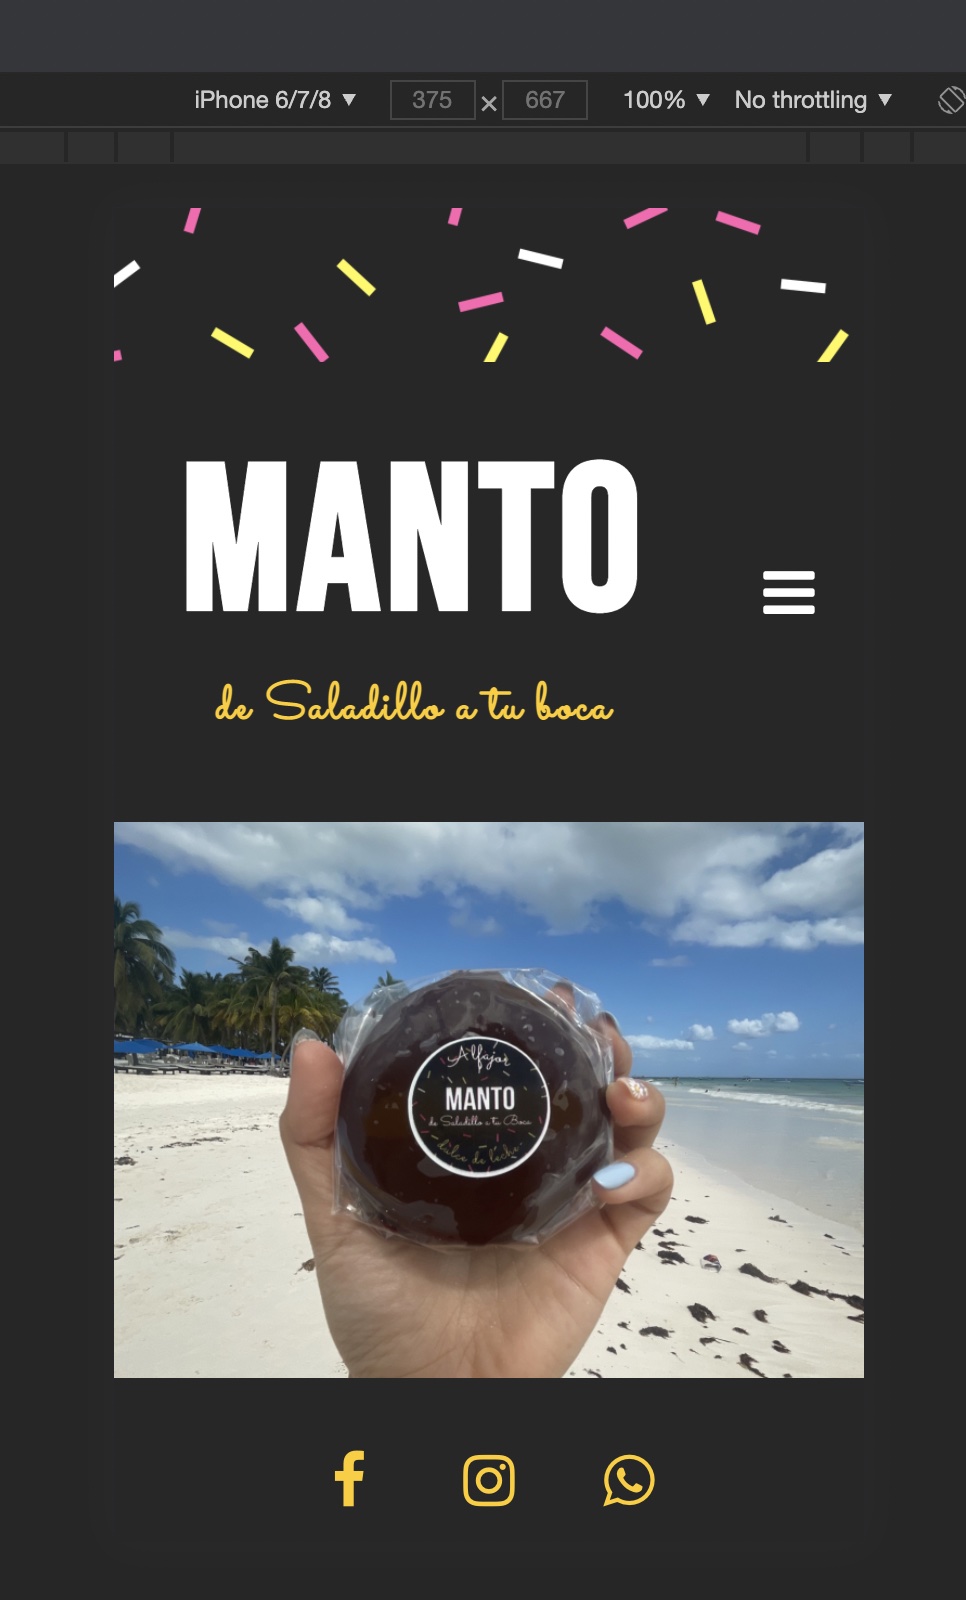 iPhone 6/7/8 ▼ 375 × 667 100% ▼ No throttling ▼
MANTO
de Saladillo a tu boca
Alfajor
MANTO
de Saladillo a tu Boca
dulce de leche